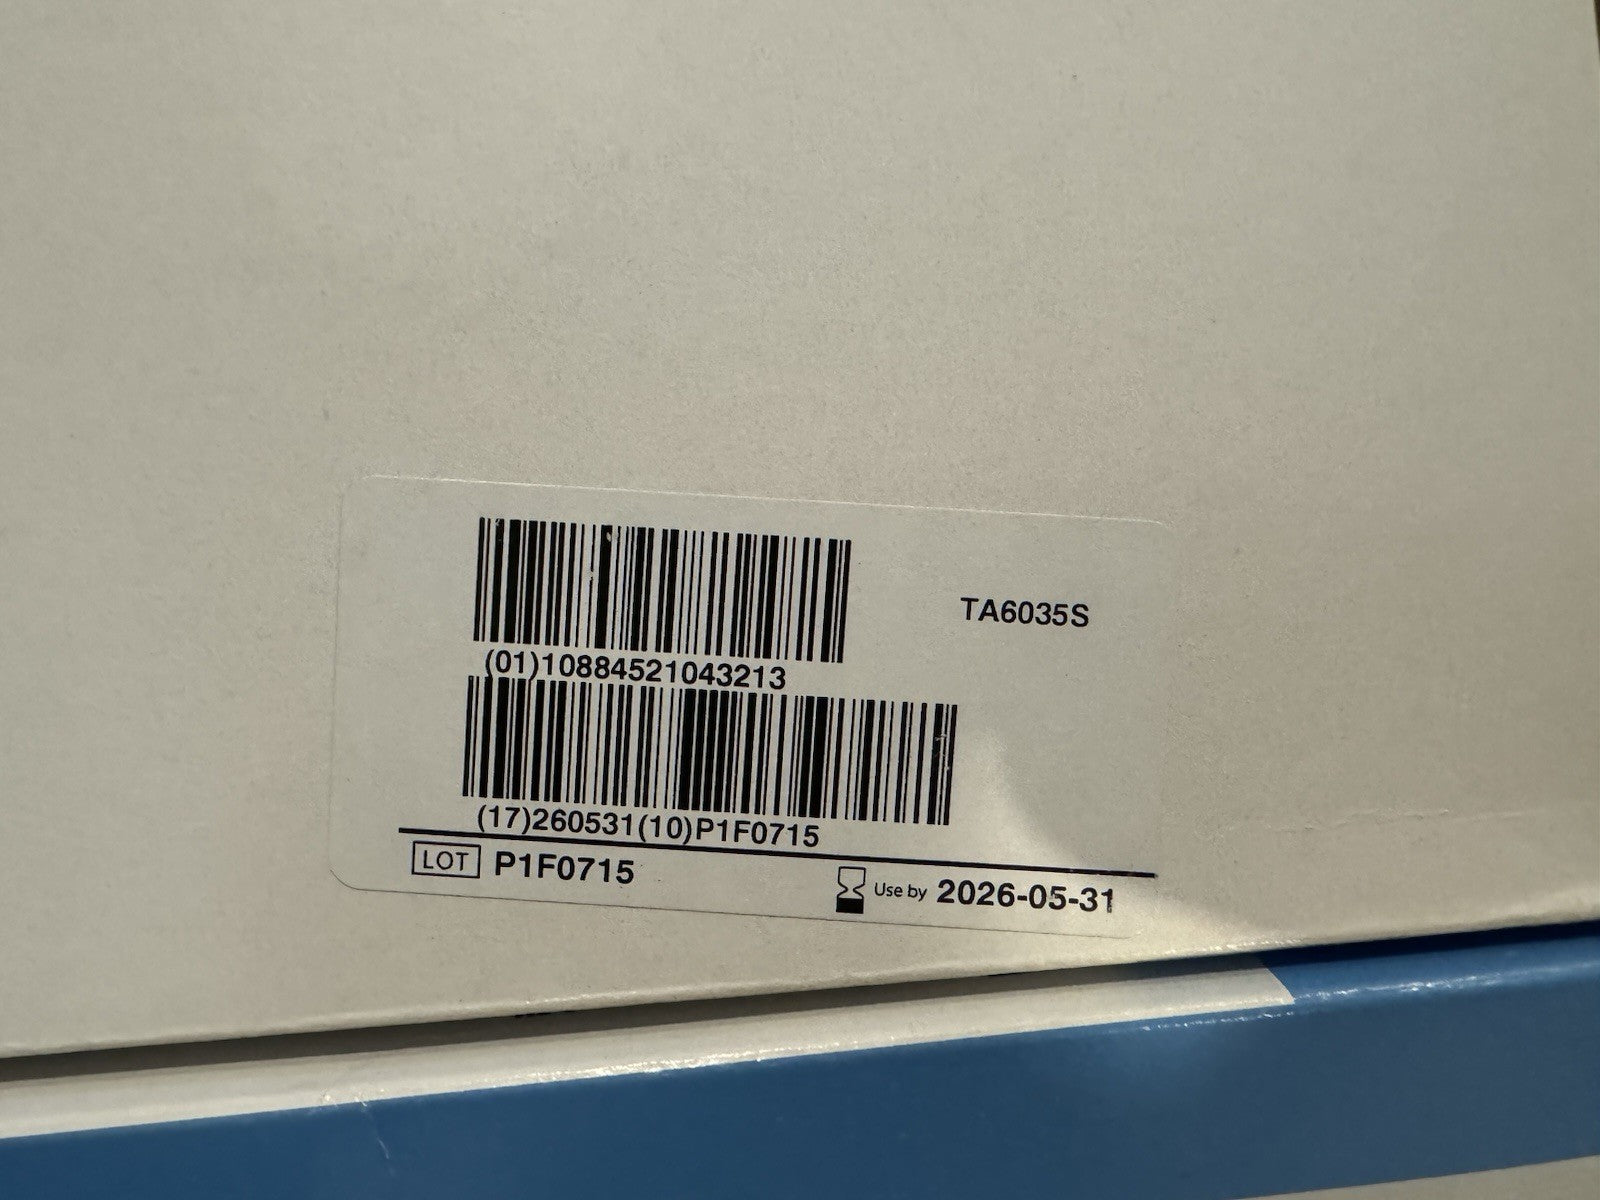 TA6035S
(01)10884521043213
(17)260531(10)P1F0715
LOT P1F0715
Use by 2026-05-31